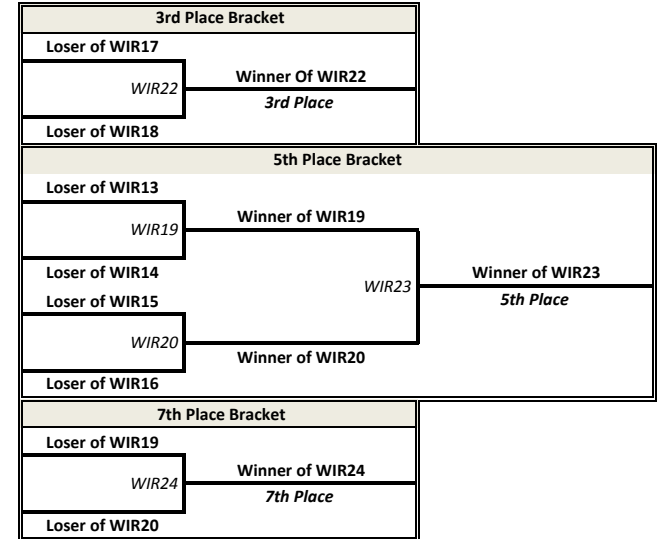 3rd Place Bracket
Loser of WIR17
WIR22
Winner Of WIR22
3rd Place
Loser of WIR18
5th Place Bracket
Loser of WIR13
WIR19
Winner of WIR19
Loser of WIR14
WIR23
Winner of WIR23
5th Place
Loser of WIR15
WIR20
Winner of WIR20
Loser of WIR16
7th Place Bracket
Loser of WIR19
WIR24
Winner of WIR24
7th Place
Loser of WIR20